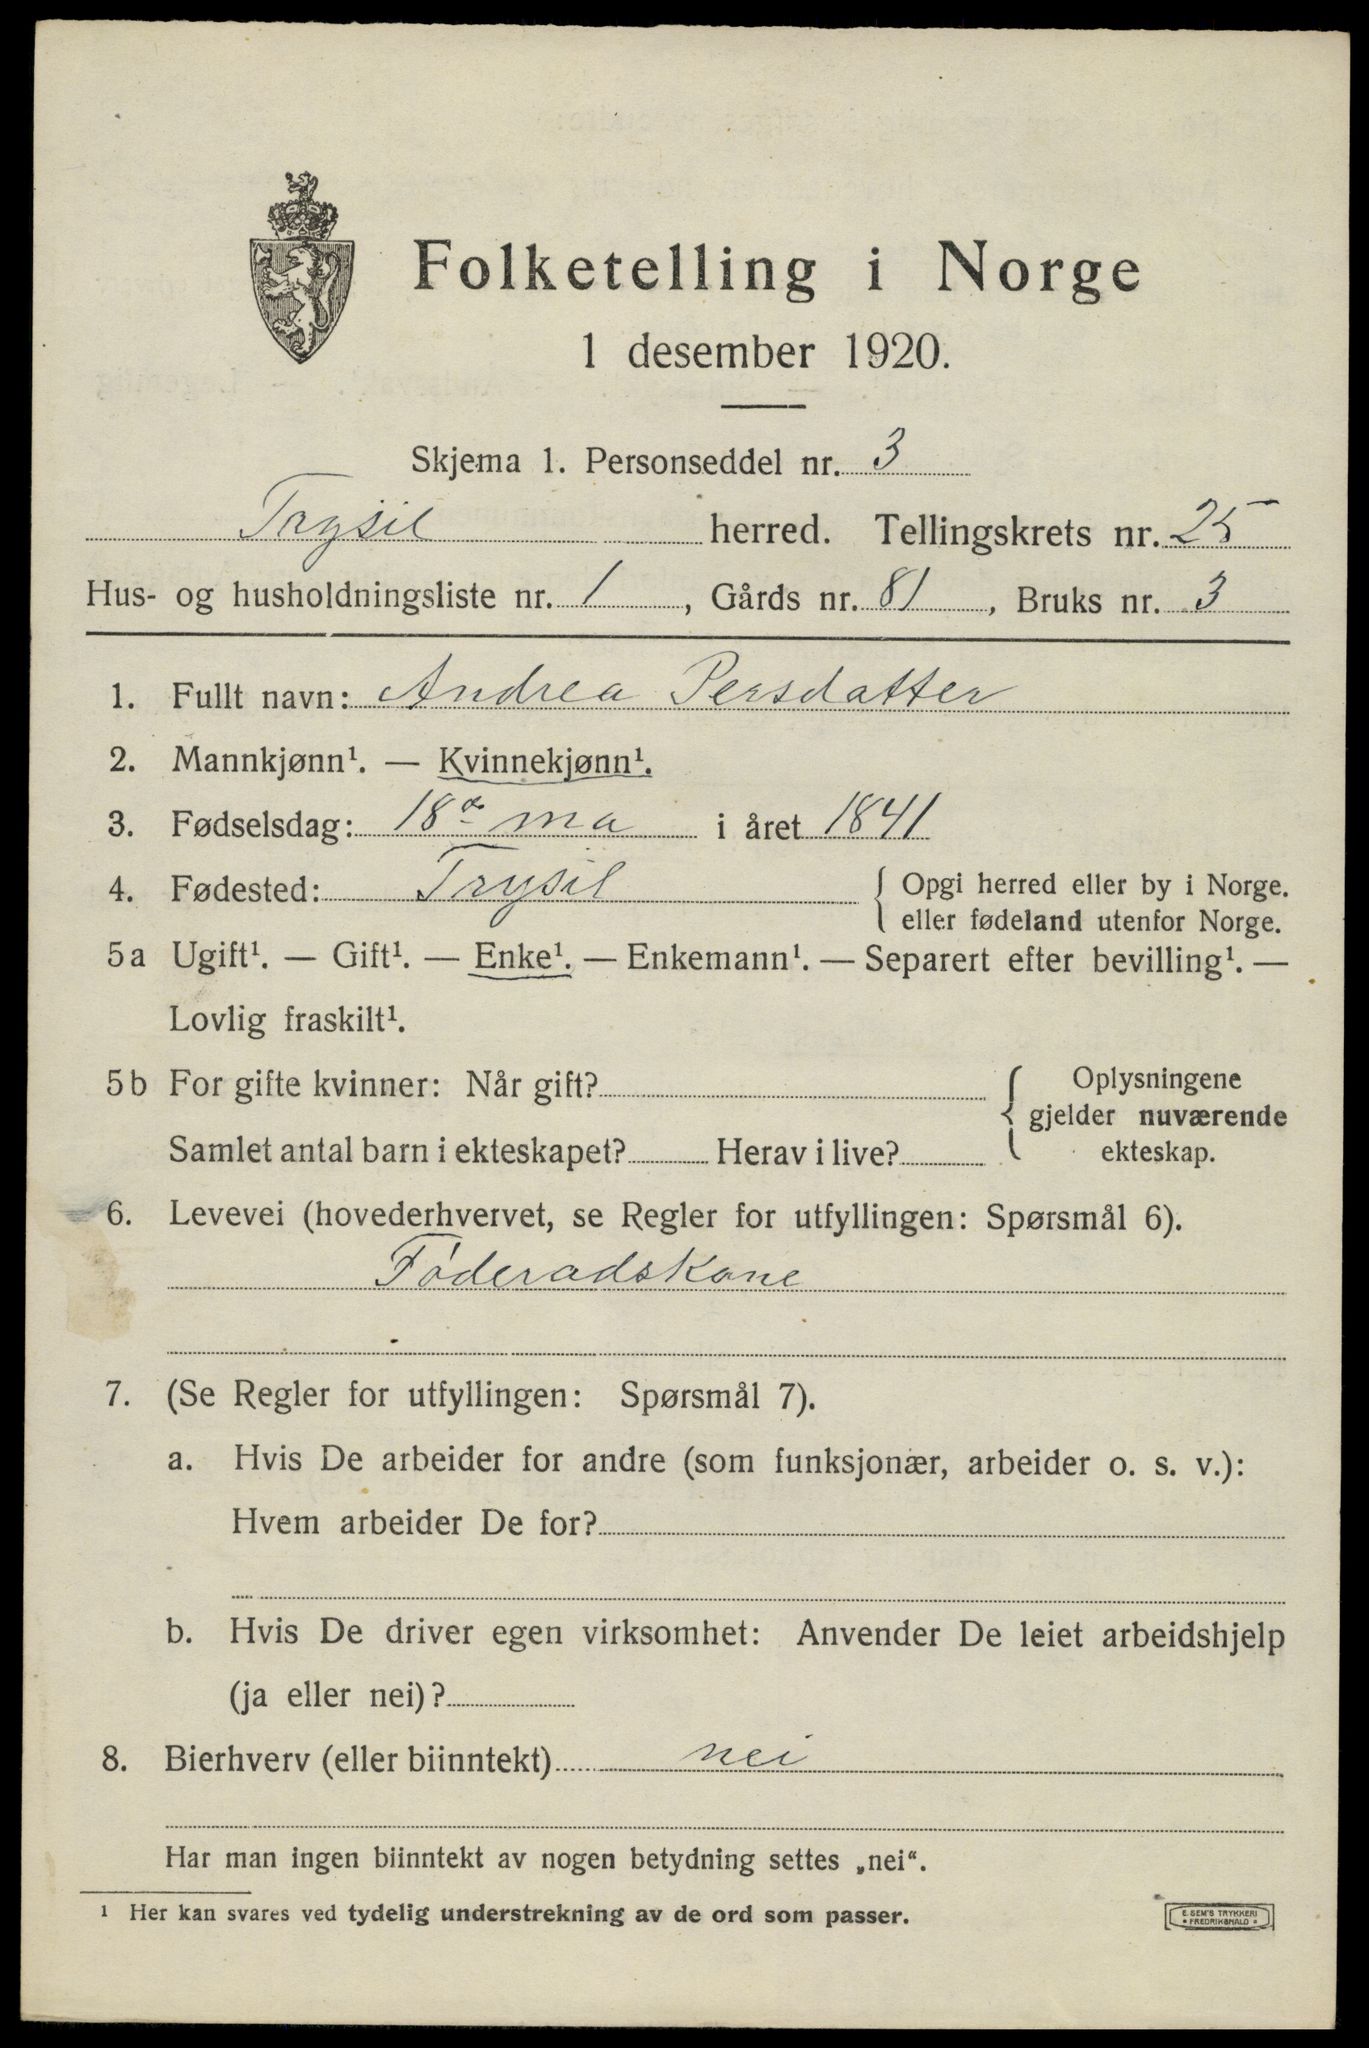 Folketelling i Norge
1 desember 1920.
Skjema 1. Personseddel nr. 3
Trysil herred. Tellingskrets nr. 25
Hus- og husholdningsliste nr. 1, Gårds nr. 81, Bruks nr. 3
1. Fullt navn: Andrea Persdatter
2. Mannkjønn¹. — Kvinnekjønn¹.
3. Fødselsdag: 18de ma i året 1841
4. Fødested: Trysil { Opgi herred eller by i Norge.
eller fødeland utenfor Norge.
5a Ugift¹. — Gift¹. — Enke¹. — Enkemann¹. — Separert efter bevilling¹. —
Lovlig fraskilt¹.
5b For gifte kvinner: Når gift? { Oplysningene
gjelder nuværende
Samlet antal barn i ekteskapet? Herav i live? ekteskap.
6. Levevei (hovederhvervet, se Regler for utfyllingen: Spørsmål 6).
Føderadskone
7. (Se Regler for utfyllingen: Spørsmål 7).
a. Hvis De arbeider for andre (som funksjonær, arbeider o. s. v.):
Hvem arbeider De for?
b. Hvis De driver egen virksomhet: Anvender De leiet arbeidshjelp
(ja eller nei)?
8. Bierhverv (eller biinntekt) nei
Har man ingen biinntekt av nogen betydning settes „nei“.
¹ Her kan svares ved tydelig understrekning av de ord som passer.
E. SEM'S TRYKKERI
• FREDRIKSHALD •